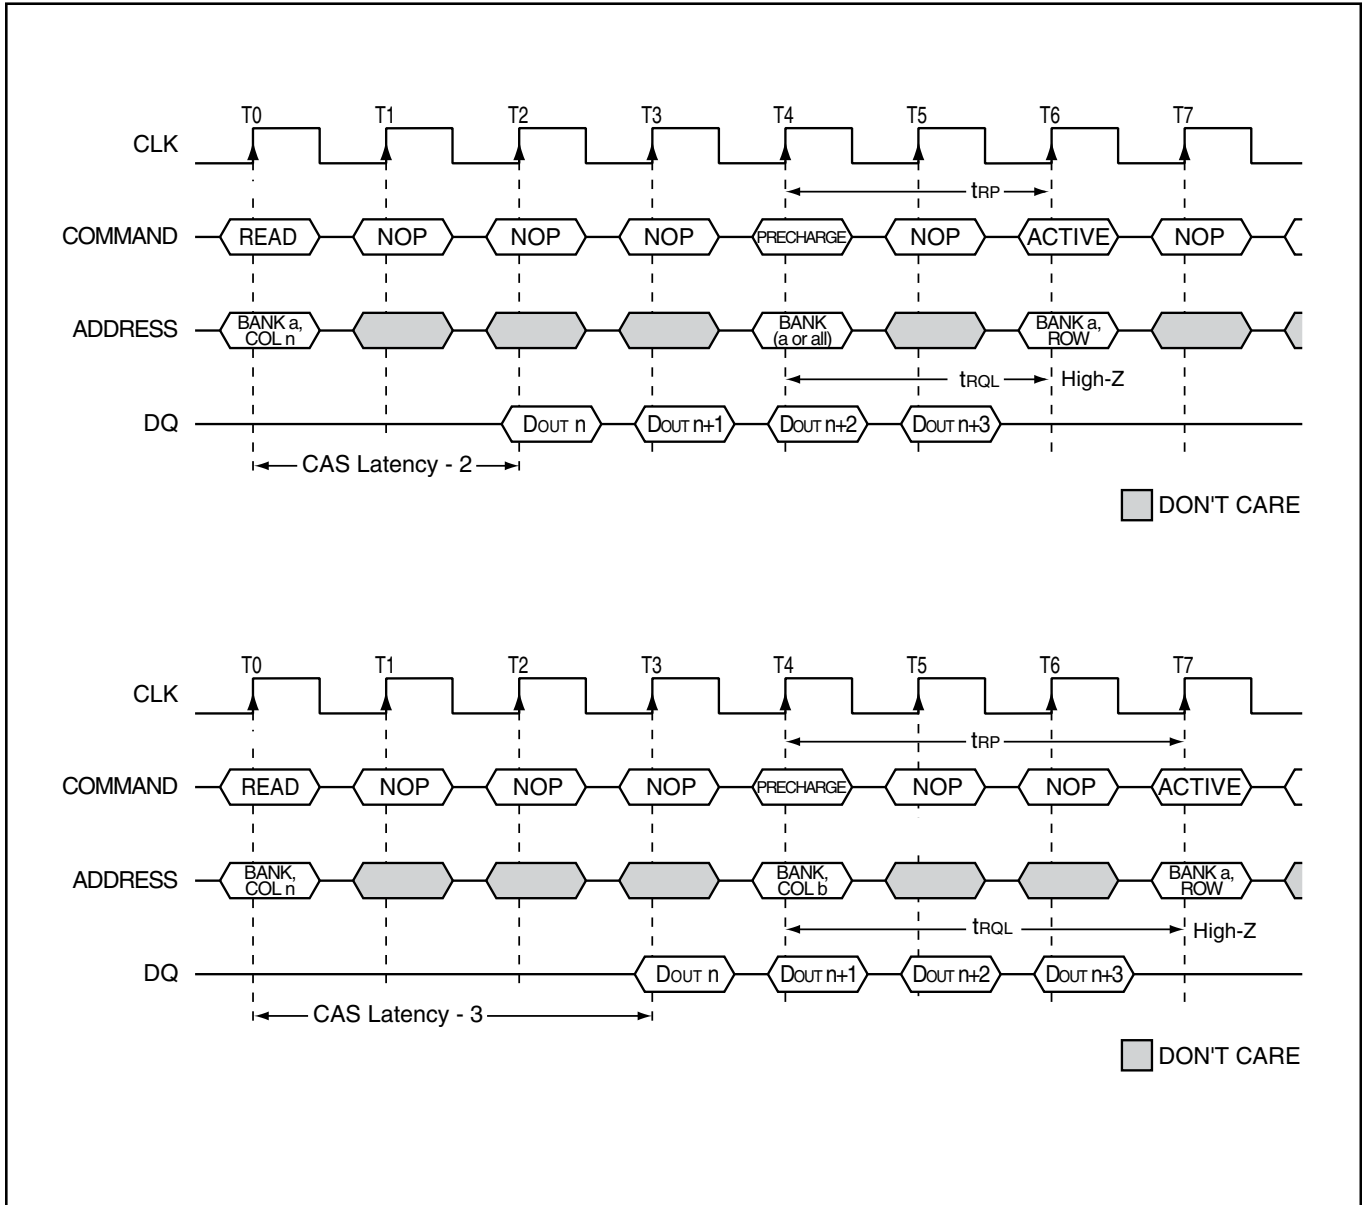 T0 T1 T2 T3 T4 T5 T6 T7
CLK
tRP
COMMAND READ NOP NOP NOP PRECHARGE NOP ACTIVE NOP
ADDRESS BANK a, COL n BANK (a or all) BANK a, ROW
tRQL High-Z
DQ DOUT n DOUT n+1 DOUT n+2 DOUT n+3
CAS Latency - 2
DON'T CARE
T0 T1 T2 T3 T4 T5 T6 T7
CLK
tRP
COMMAND READ NOP NOP NOP PRECHARGE NOP NOP ACTIVE
ADDRESS BANK, COL n BANK, COL b BANK a, ROW
tRQL High-Z
DQ DOUT n DOUT n+1 DOUT n+2 DOUT n+3
CAS Latency - 3
DON'T CARE